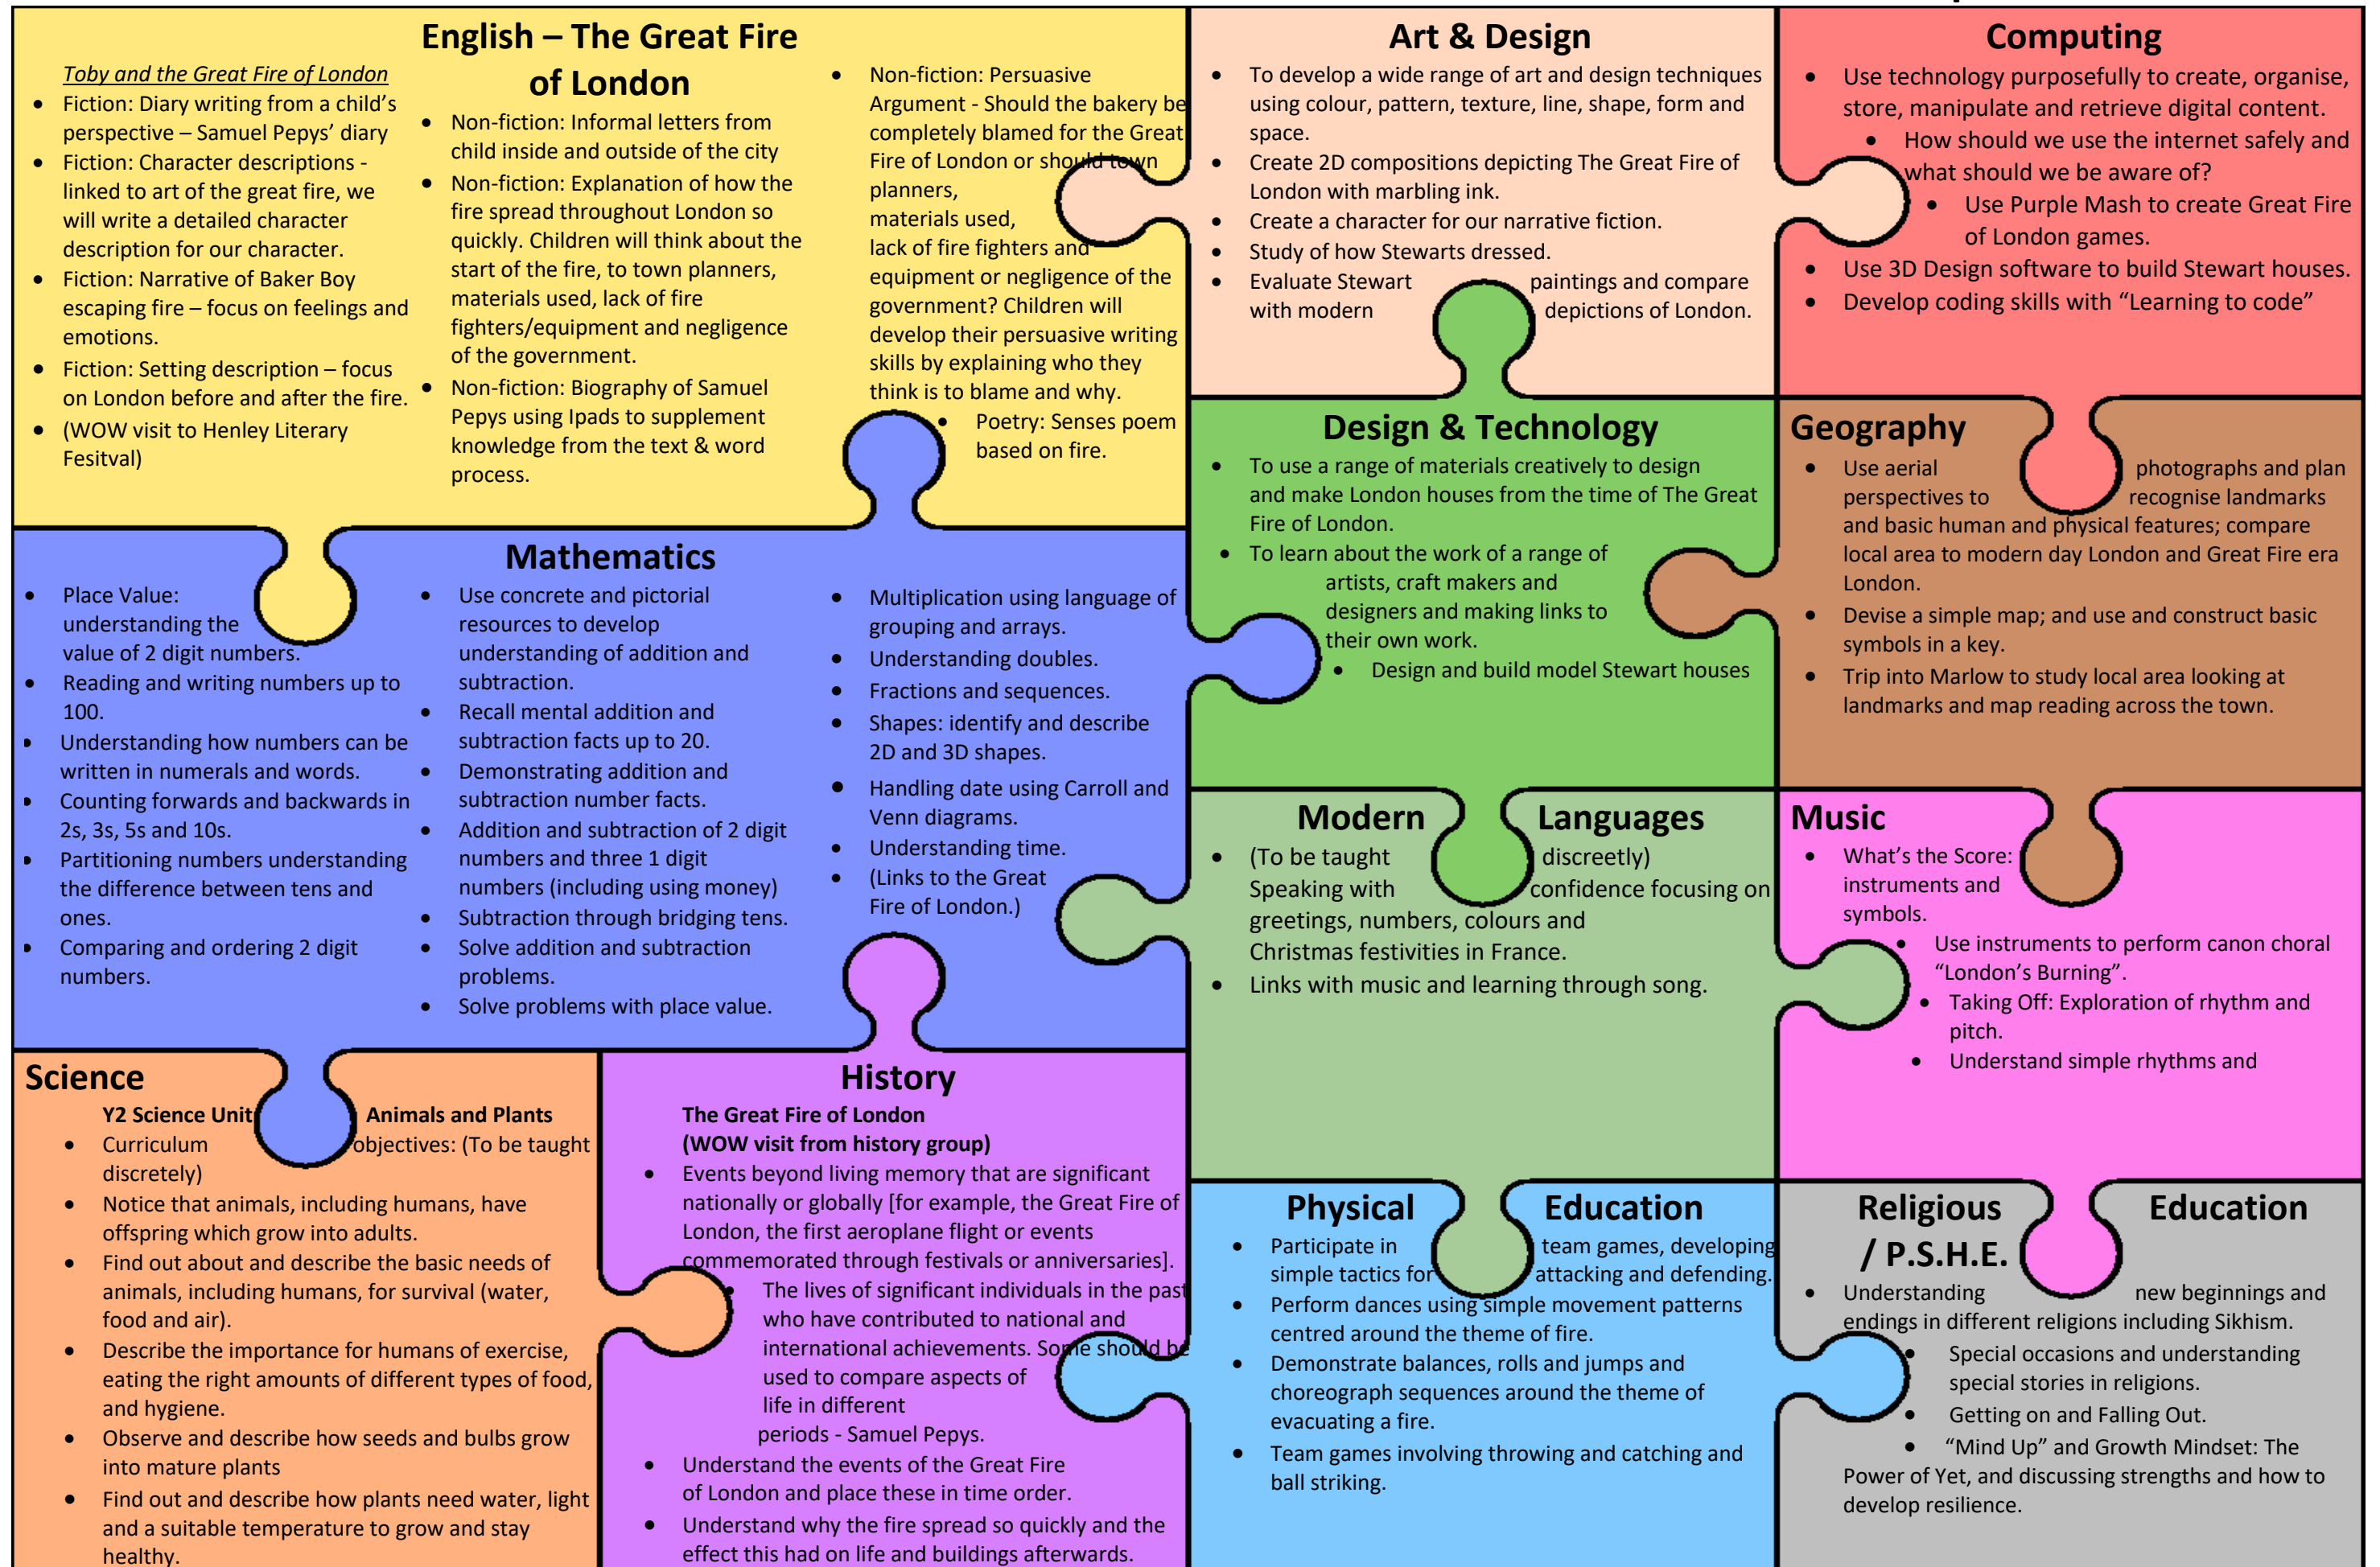 English – The Great Fire
of London
Toby and the Great Fire of London
• Fiction: Diary writing from a child's
perspective – Samuel Pepys' diary
• Fiction: Character descriptions -
linked to art of the great fire, we
will write a detailed character
description for our character.
• Fiction: Narrative of Baker Boy
escaping fire – focus on feelings and
emotions.
• Fiction: Setting description – focus
on London before and after the fire.
• (WOW visit to Henley Literary
Fesitval)
• Non-fiction: Informal letters from
child inside and outside of the city
• Non-fiction: Explanation of how the
fire spread throughout London so
quickly. Children will think about the
start of the fire, to town planners,
materials used, lack of fire
fighters/equipment and negligence
of the government.
• Non-fiction: Biography of Samuel
Pepys using Ipads to supplement
knowledge from the text & word
process.
• Non-fiction: Persuasive
Argument - Should the bakery be
completely blamed for the Great
Fire of London or should town
planners,
materials used,
lack of fire fighters and
equipment or negligence of the
government? Children will
develop their persuasive writing
skills by explaining who they
think is to blame and why.
• Poetry: Senses poem
based on fire.
Art & Design
• To develop a wide range of art and design techniques
using colour, pattern, texture, line, shape, form and
space.
• Create 2D compositions depicting The Great Fire of
London with marbling ink.
• Create a character for our narrative fiction.
• Study of how Stewarts dressed.
• Evaluate Stewart paintings and compare
with modern depictions of London.
Computing
• Use technology purposefully to create, organise,
store, manipulate and retrieve digital content.
• How should we use the internet safely and
what should we be aware of?
• Use Purple Mash to create Great Fire
of London games.
• Use 3D Design software to build Stewart houses.
• Develop coding skills with “Learning to code”
Design & Technology
• To use a range of materials creatively to design
and make London houses from the time of The Great
Fire of London.
• To learn about the work of a range of
artists, craft makers and
designers and making links to
their own work.
• Design and build model Stewart houses
Geography
• Use aerial photographs and plan
perspectives to recognise landmarks
and basic human and physical features; compare
local area to modern day London and Great Fire era
London.
• Devise a simple map; and use and construct basic
symbols in a key.
• Trip into Marlow to study local area looking at
landmarks and map reading across the town.
Mathematics
• Place Value:
understanding the
value of 2 digit numbers.
• Reading and writing numbers up to
100.
• Understanding how numbers can be
written in numerals and words.
• Counting forwards and backwards in
2s, 3s, 5s and 10s.
• Partitioning numbers understanding
the difference between tens and
ones.
• Comparing and ordering 2 digit
numbers.
• Use concrete and pictorial
resources to develop
understanding of addition and
subtraction.
• Recall mental addition and
subtraction facts up to 20.
• Demonstrating addition and
subtraction number facts.
• Addition and subtraction of 2 digit
numbers and three 1 digit
numbers (including using money)
• Subtraction through bridging tens.
• Solve addition and subtraction
problems.
• Solve problems with place value.
• Multiplication using language of
grouping and arrays.
• Understanding doubles.
• Fractions and sequences.
• Shapes: identify and describe
2D and 3D shapes.
• Handling date using Carroll and
Venn diagrams.
• Understanding time.
• (Links to the Great
Fire of London.)
Modern Languages
• (To be taught discreetly)
Speaking with confidence focusing on
greetings, numbers, colours and
Christmas festivities in France.
• Links with music and learning through song.
Music
• What's the Score:
instruments and
symbols.
• Use instruments to perform canon choral
“London's Burning”.
• Taking Off: Exploration of rhythm and
pitch.
• Understand simple rhythms and
Science
Y2 Science Unit Animals and Plants
• Curriculum objectives: (To be taught
discretely)
• Notice that animals, including humans, have
offspring which grow into adults.
• Find out about and describe the basic needs of
animals, including humans, for survival (water,
food and air).
• Describe the importance for humans of exercise,
eating the right amounts of different types of food,
and hygiene.
• Observe and describe how seeds and bulbs grow
into mature plants
• Find out and describe how plants need water, light
and a suitable temperature to grow and stay
healthy.
History
The Great Fire of London
(WOW visit from history group)
• Events beyond living memory that are significant
nationally or globally [for example, the Great Fire of
London, the first aeroplane flight or events
commemorated through festivals or anniversaries].
• The lives of significant individuals in the past
who have contributed to national and
international achievements. Some should be
used to compare aspects of
life in different
periods - Samuel Pepys.
• Understand the events of the Great Fire
of London and place these in time order.
• Understand why the fire spread so quickly and the
effect this had on life and buildings afterwards.
Physical Education
• Participate in team games, developing
simple tactics for attacking and defending.
• Perform dances using simple movement patterns
centred around the theme of fire.
• Demonstrate balances, rolls and jumps and
choreograph sequences around the theme of
evacuating a fire.
• Team games involving throwing and catching and
ball striking.
Religious Education
/ P.S.H.E.
• Understanding new beginnings and
endings in different religions including Sikhism.
• Special occasions and understanding
special stories in religions.
• Getting on and Falling Out.
• “Mind Up” and Growth Mindset: The
Power of Yet, and discussing strengths and how to
develop resilience.